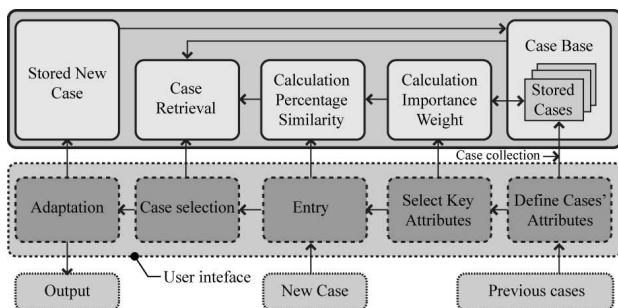 Stored New
Case
Case
Retrieval
Calculation
Percentage
Similarity
Calculation
Importance
Weight
Case Base
Stored
Cases
Case collection
Adaptation
Case selection
Entry
Select Key
Attributes
Define Cases'
Attributes
User inteface
Output
New Case
Previous cases